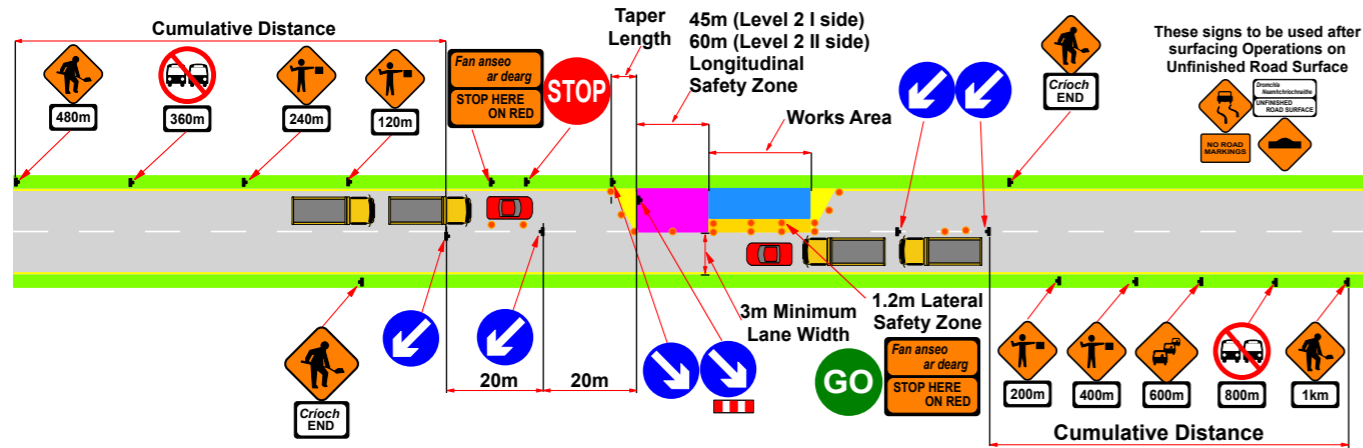 Cumulative Distance
480m
360m
240m
120m
Fan anseo
ar dearg
STOP HERE
ON RED
STOP
Taper
Length
45m (Level 2 I side)
60m (Level 2 II side)
Longitudinal
Safety Zone
Works Area
Críoch
END
These signs to be used after
surfacing Operations on
Unfinished Road Surface
Dromchla
Neamhchríochnaithe
UNFINISHED
ROAD SURFACE
NO ROAD
MARKINGS
Críoch
END
20m
20m
3m Minimum
Lane Width
1.2m Lateral
Safety Zone
GO
Fan anseo
ar dearg
STOP HERE
ON RED
200m
400m
600m
800m
1km
Cumulative Distance